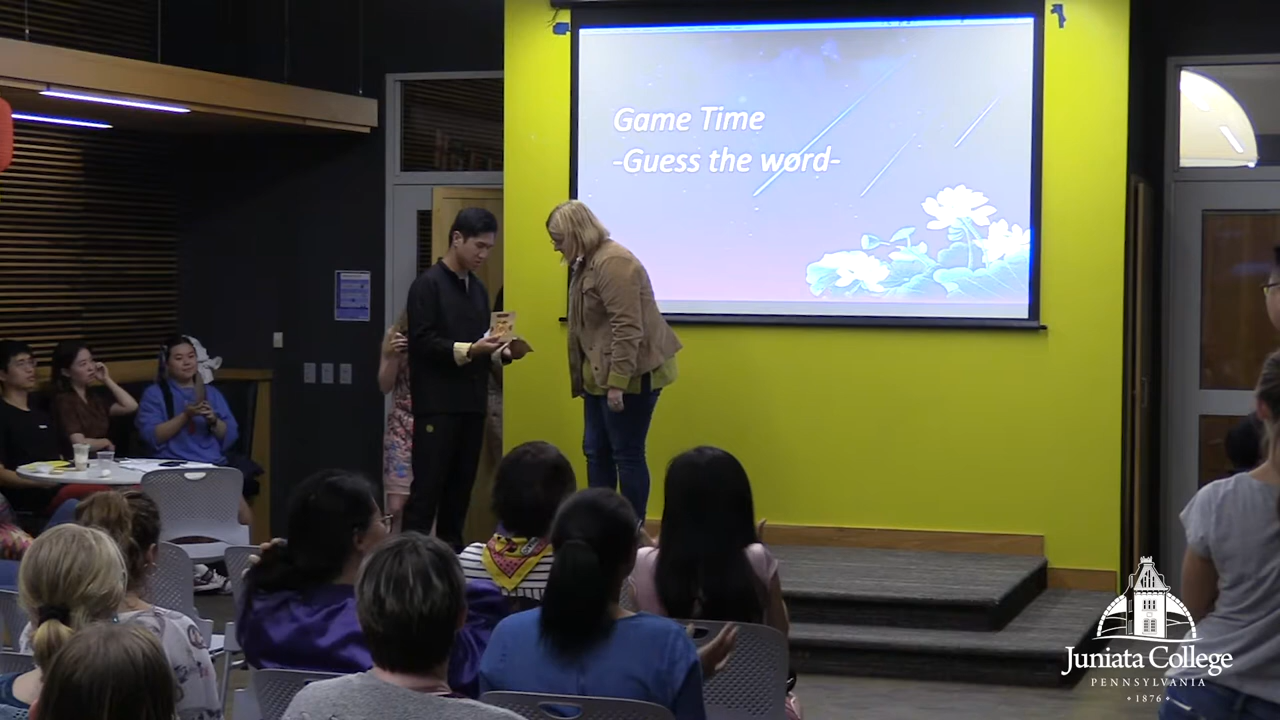 Game Time
-Guess the word-
Juniata College
PENNSYLVANIA
• 1876 •